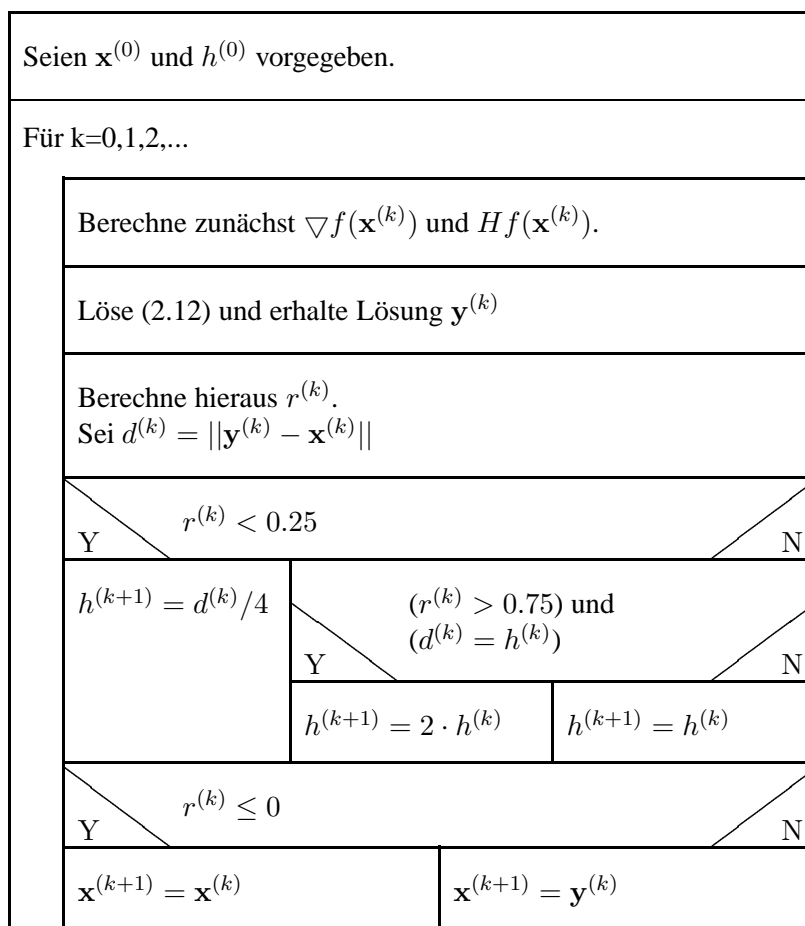 Seien x^(0) und h^(0) vorgegeben.
Für k=0,1,2,...
Berechne zunächst ▽f(x^(k)) und Hf(x^(k)).
Löse (2.12) und erhalte Lösung y^(k)
Berechne hieraus r^(k).
Sei d^(k) = ||y^(k) − x^(k)||
r^(k) < 0.25
Y N
h^(k+1) = d^(k)/4
(r^(k) > 0.75) und
(d^(k) = h^(k))
Y N
h^(k+1) = 2 · h^(k)
h^(k+1) = h^(k)
r^(k) ≤ 0
Y N
x^(k+1) = x^(k)
x^(k+1) = y^(k)